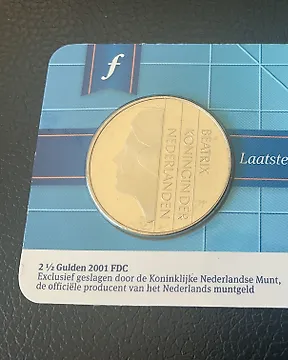 f
BEATRIX
KONINGIN DER
NEDERLANDEN
Laatste
2 ½ Gulden 2001 FDC
Exclusief geslagen door de Koninklijke Nederlandse Munt,
de officiële producent van het Nederlands muntgeld